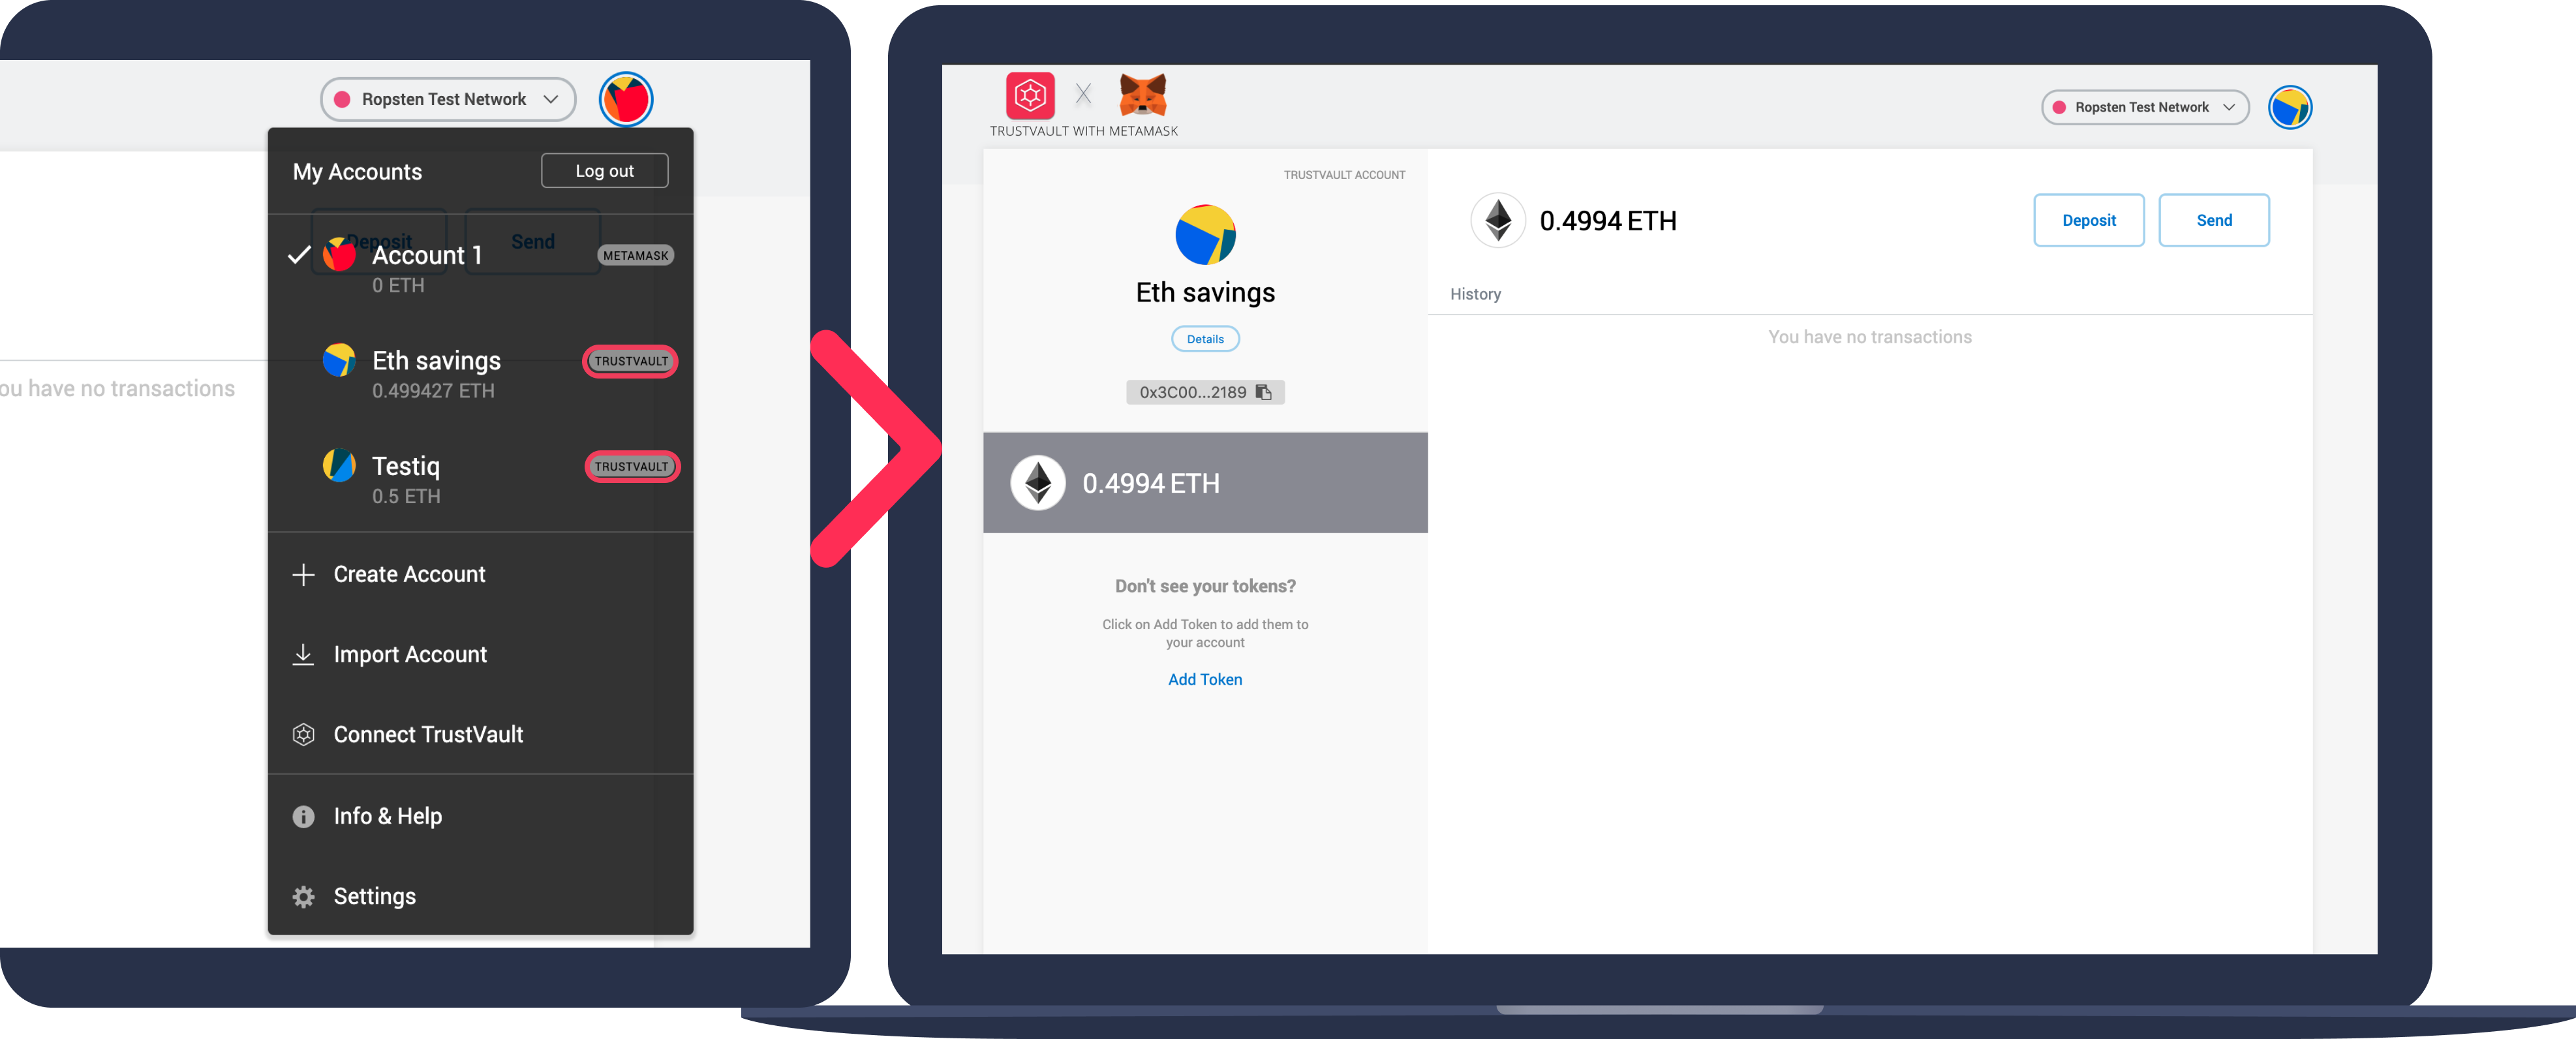 Ropsten Test Network
My Accounts
Log out
Deposit
Send
Account 1
METAMASK
0 ETH
Eth savings
TRUSTVAULT
0.499427 ETH
ou have no transactions
Testiq
TRUSTVAULT
0.5 ETH
Create Account
Import Account
Connect TrustVault
Info & Help
Settings
X
TRUSTVAULT WITH METAMASK
Ropsten Test Network
TRUSTVAULT ACCOUNT
Eth savings
Details
0x3C00...2189
0.4994 ETH
Don't see your tokens?
Click on Add Token to add them to
your account
Add Token
0.4994 ETH
Deposit
Send
History
You have no transactions